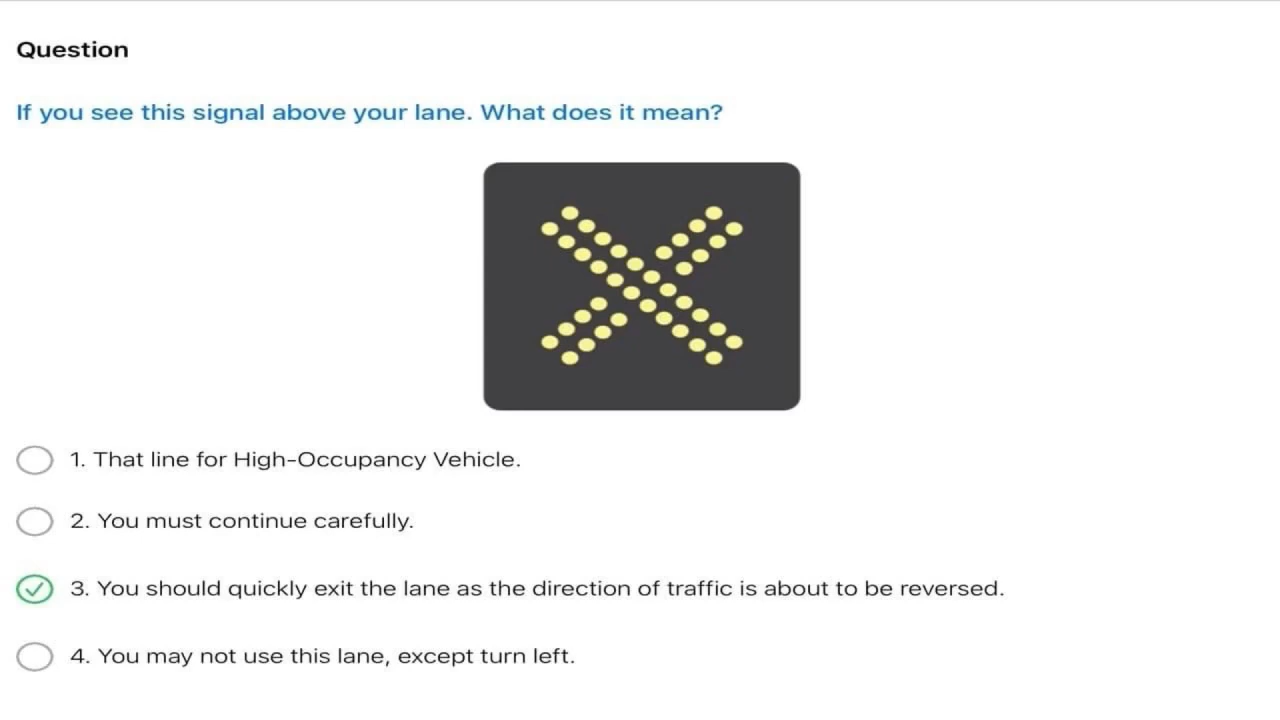 Question
If you see this signal above your lane. What does it mean?
1. That line for High-Occupancy Vehicle.
2. You must continue carefully.
3. You should quickly exit the lane as the direction of traffic is about to be reversed.
4. You may not use this lane, except turn left.